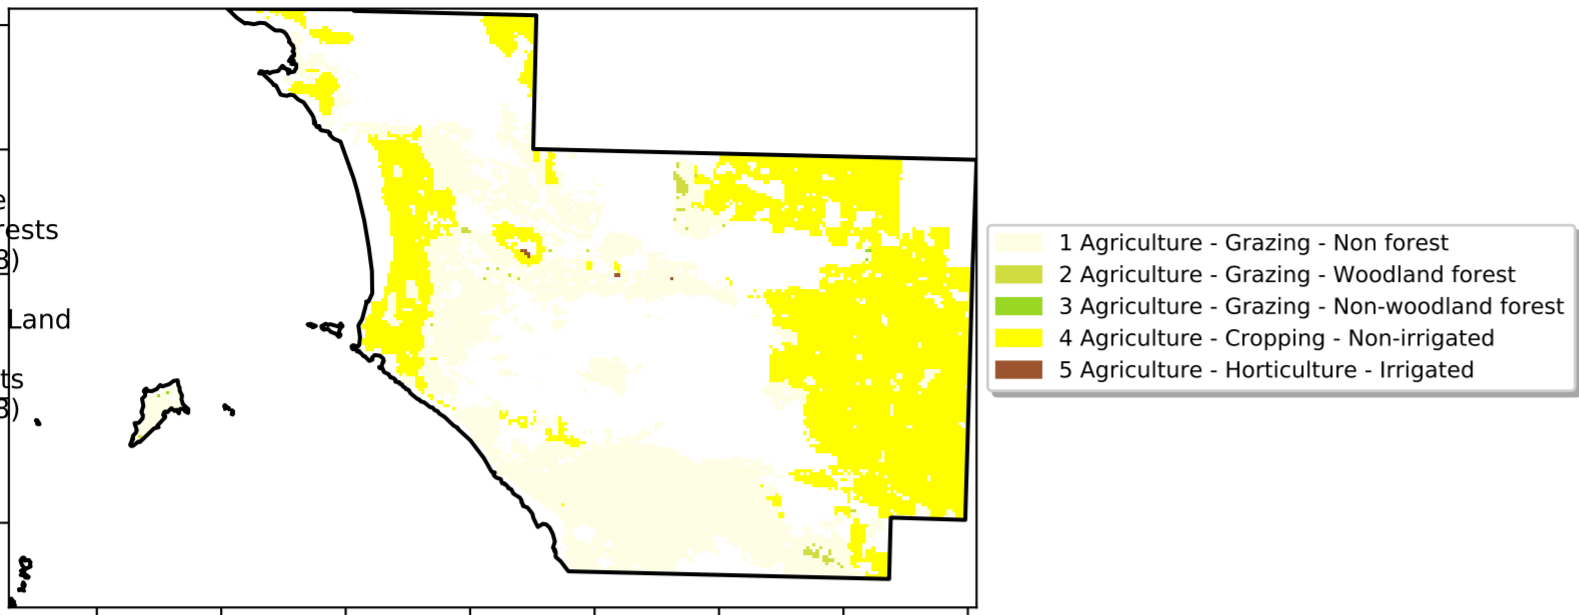 e
rests
3)
Land
ts
3)
1 Agriculture - Grazing - Non forest
2 Agriculture - Grazing - Woodland forest
3 Agriculture - Grazing - Non-woodland forest
4 Agriculture - Cropping - Non-irrigated
5 Agriculture - Horticulture - Irrigated